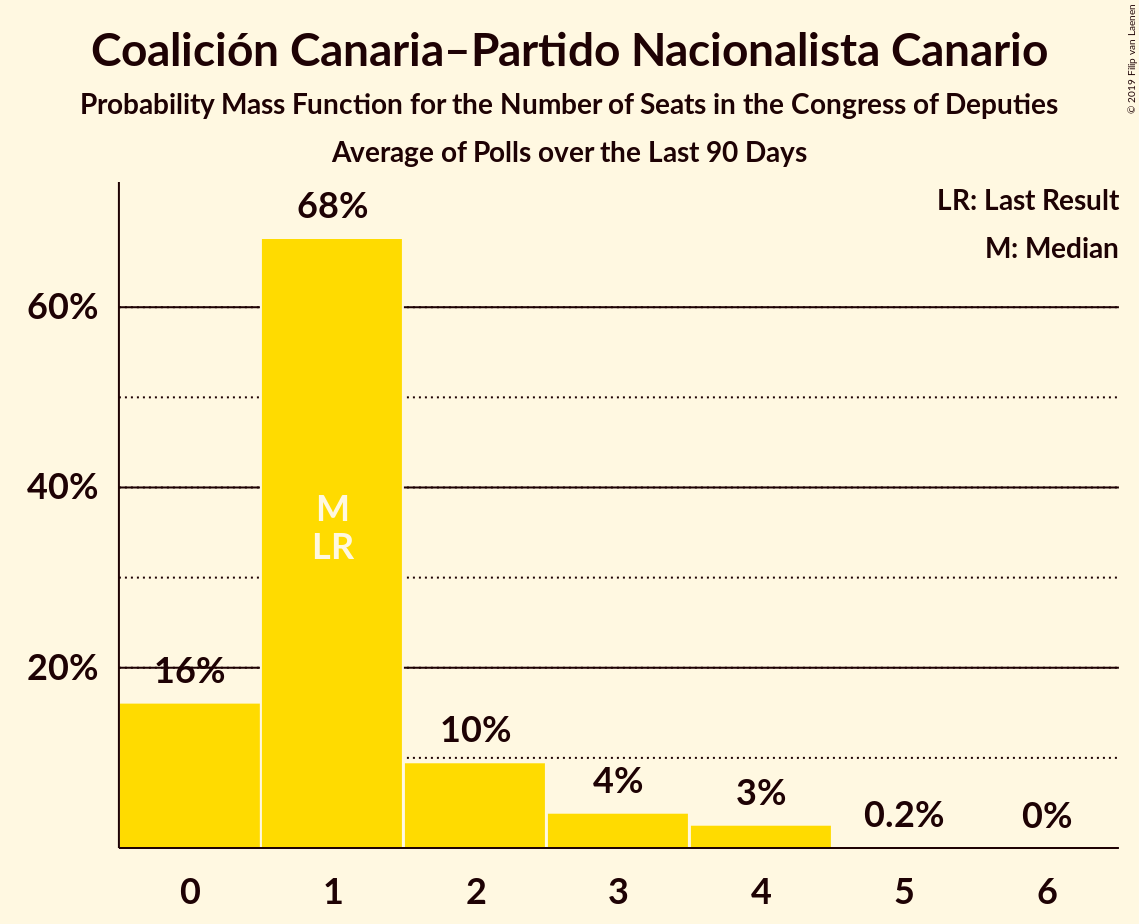 Coalición Canaria–Partido Nacionalista Canario
Probability Mass Function for the Number of Seats in the Congress of Deputies
Average of Polls over the Last 90 Days
© 2019 Filip van Laenen
LR: Last Result
M: Median
68%
60%
40%
M
LR
20%
16%
10%
4%
3%
0.2%
0%
0 1 2 3 4 5 6